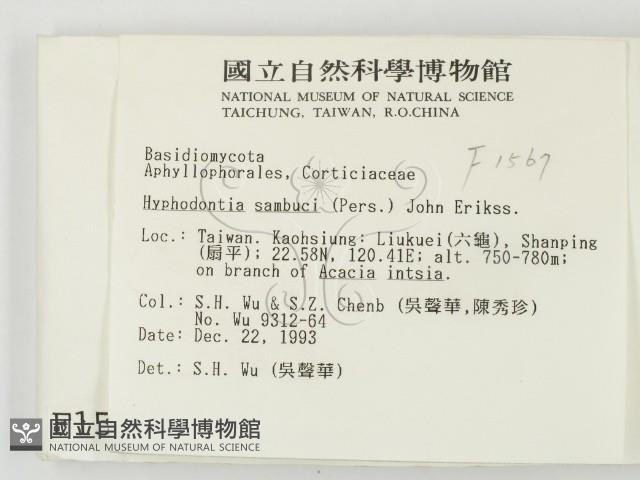 國立自然科學博物館
NATIONAL MUSEUM OF NATURAL SCIENCE
TAICHUNG, TAIWAN, R.O.CHINA
F1567
Basidiomycota
Aphyllophorales, Corticiaceae
Hyphodontia sambuci (Pers.) John Erikss.
Loc.: Taiwan. Kaohsiung: Liukuei(六龜), Shanping
(扇平); 22.58N, 120.41E; alt. 750-780m;
on branch of Acacia intsia.
Col.: S.H. Wu & S.Z. Chenb (吳聲華,陳秀珍)
No. Wu 9312-64
Date: Dec. 22, 1993
Det.: S.H. Wu (吳聲華)
國立自然科學博物館
NATIONAL MUSEUM OF NATURAL SCIENCE